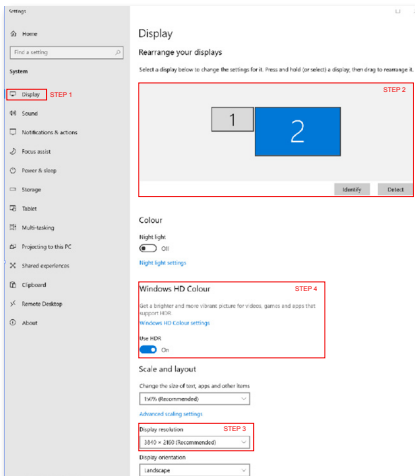 Settings
Home
Find a setting
System
Display STEP 1
Sound
Notifications & actions
Focus assist
Power & sleep
Storage
Tablet
Multi-tasking
Projecting to this PC
Shared experiences
Clipboard
Remote Desktop
About
Display
Rearrange your displays
Select a display below to change the settings for it. Press and hold (or select) a display, then drag to rearrange it.
STEP 2
1
2
Identify Detect
Colour
Night light
Off
Night light settings
Windows HD Colour STEP 4
Get a brighter and more vibrant picture for videos, games and apps that
support HDR.
Windows HD Colour settings
Use HDR
On
Scale and layout
Change the size of text, apps and other items
150% (Recommended)
Advanced scaling settings
Display resolution STEP 3
3840 × 2160 (Recommended)
Display orientation
Landscape